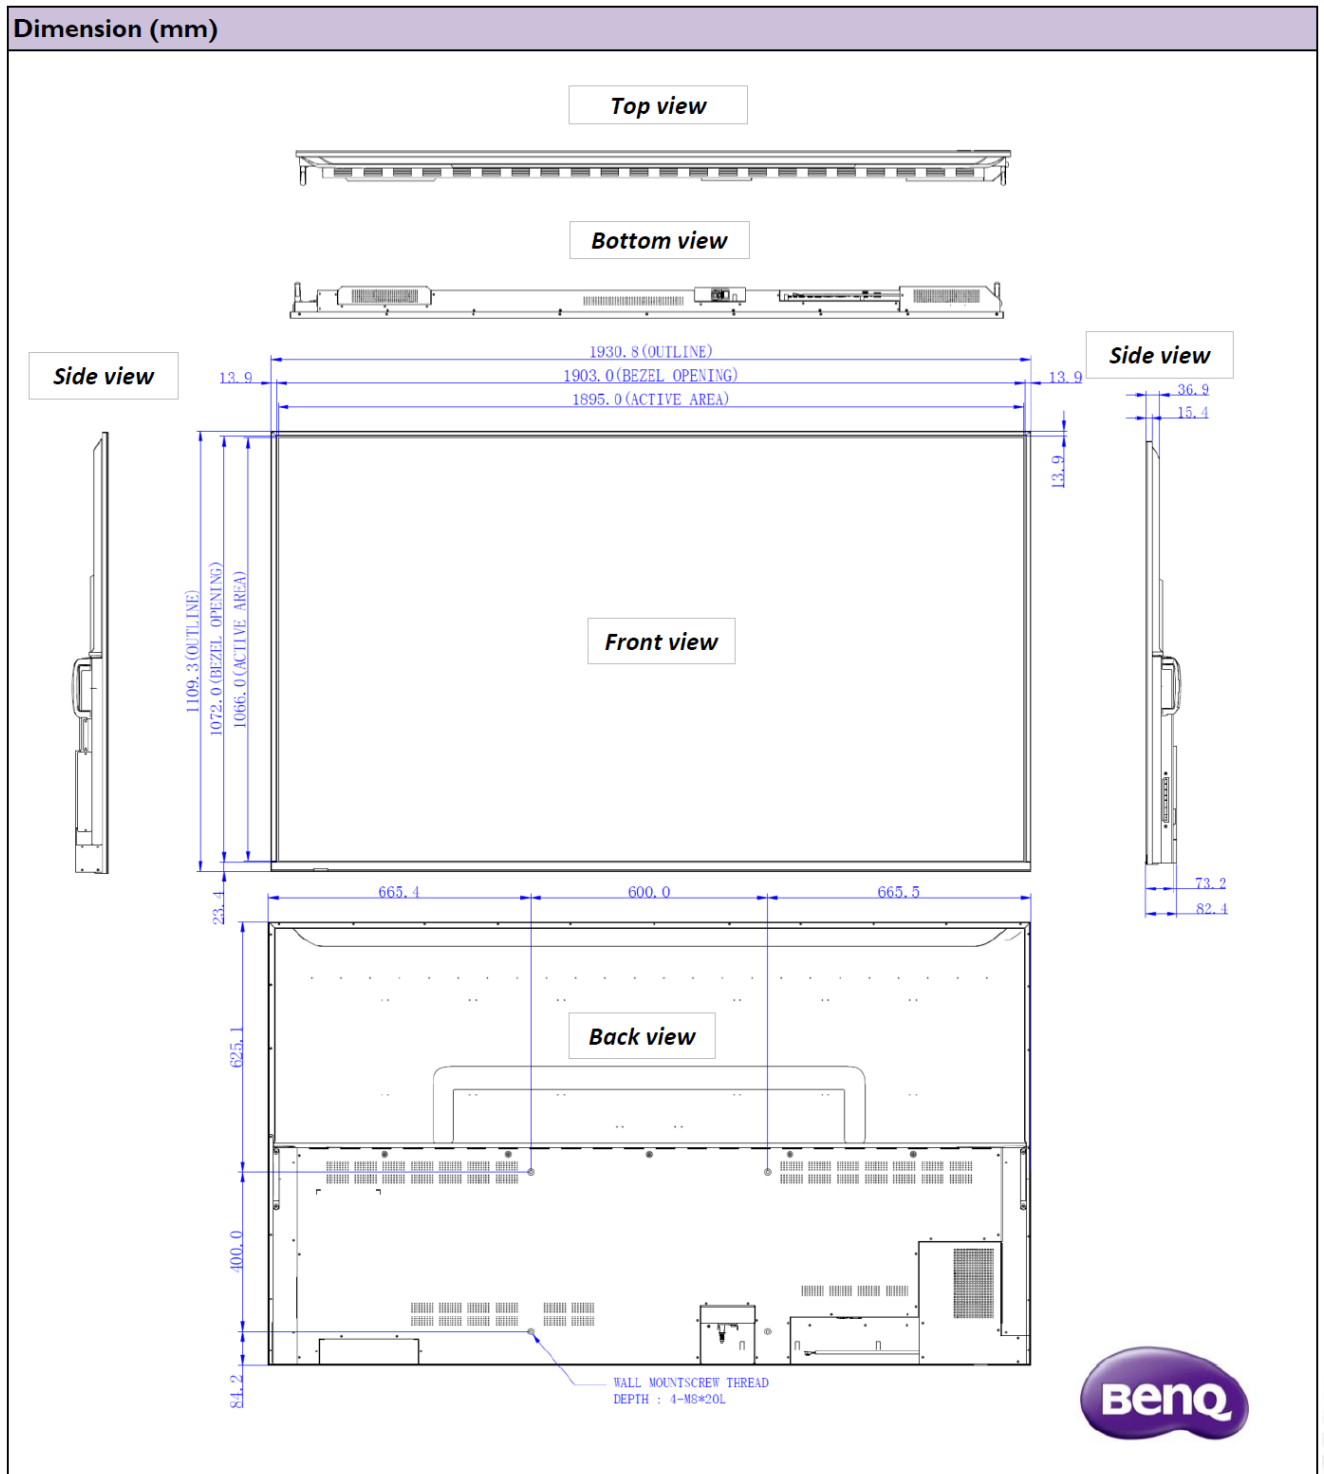 Dimension (mm)
Top view
Bottom view
Side view
Side view
1930.8(OUTLINE)
13.9
1903.0(BEZEL OPENING)
13.9
1895.0(ACTIVE AREA)
36.9
15.4
13.9
1109.3(OUTLINE)
1072.0(BEZEL OPENING)
1066.0(ACTIVE AREA)
Front view
23.4
73.2
82.4
665.4
600.0
665.5
625.1
Back view
400.0
84.2
WALL MOUNTSCREW THREAD
DEPTH : 4-M8*20L
BenQ